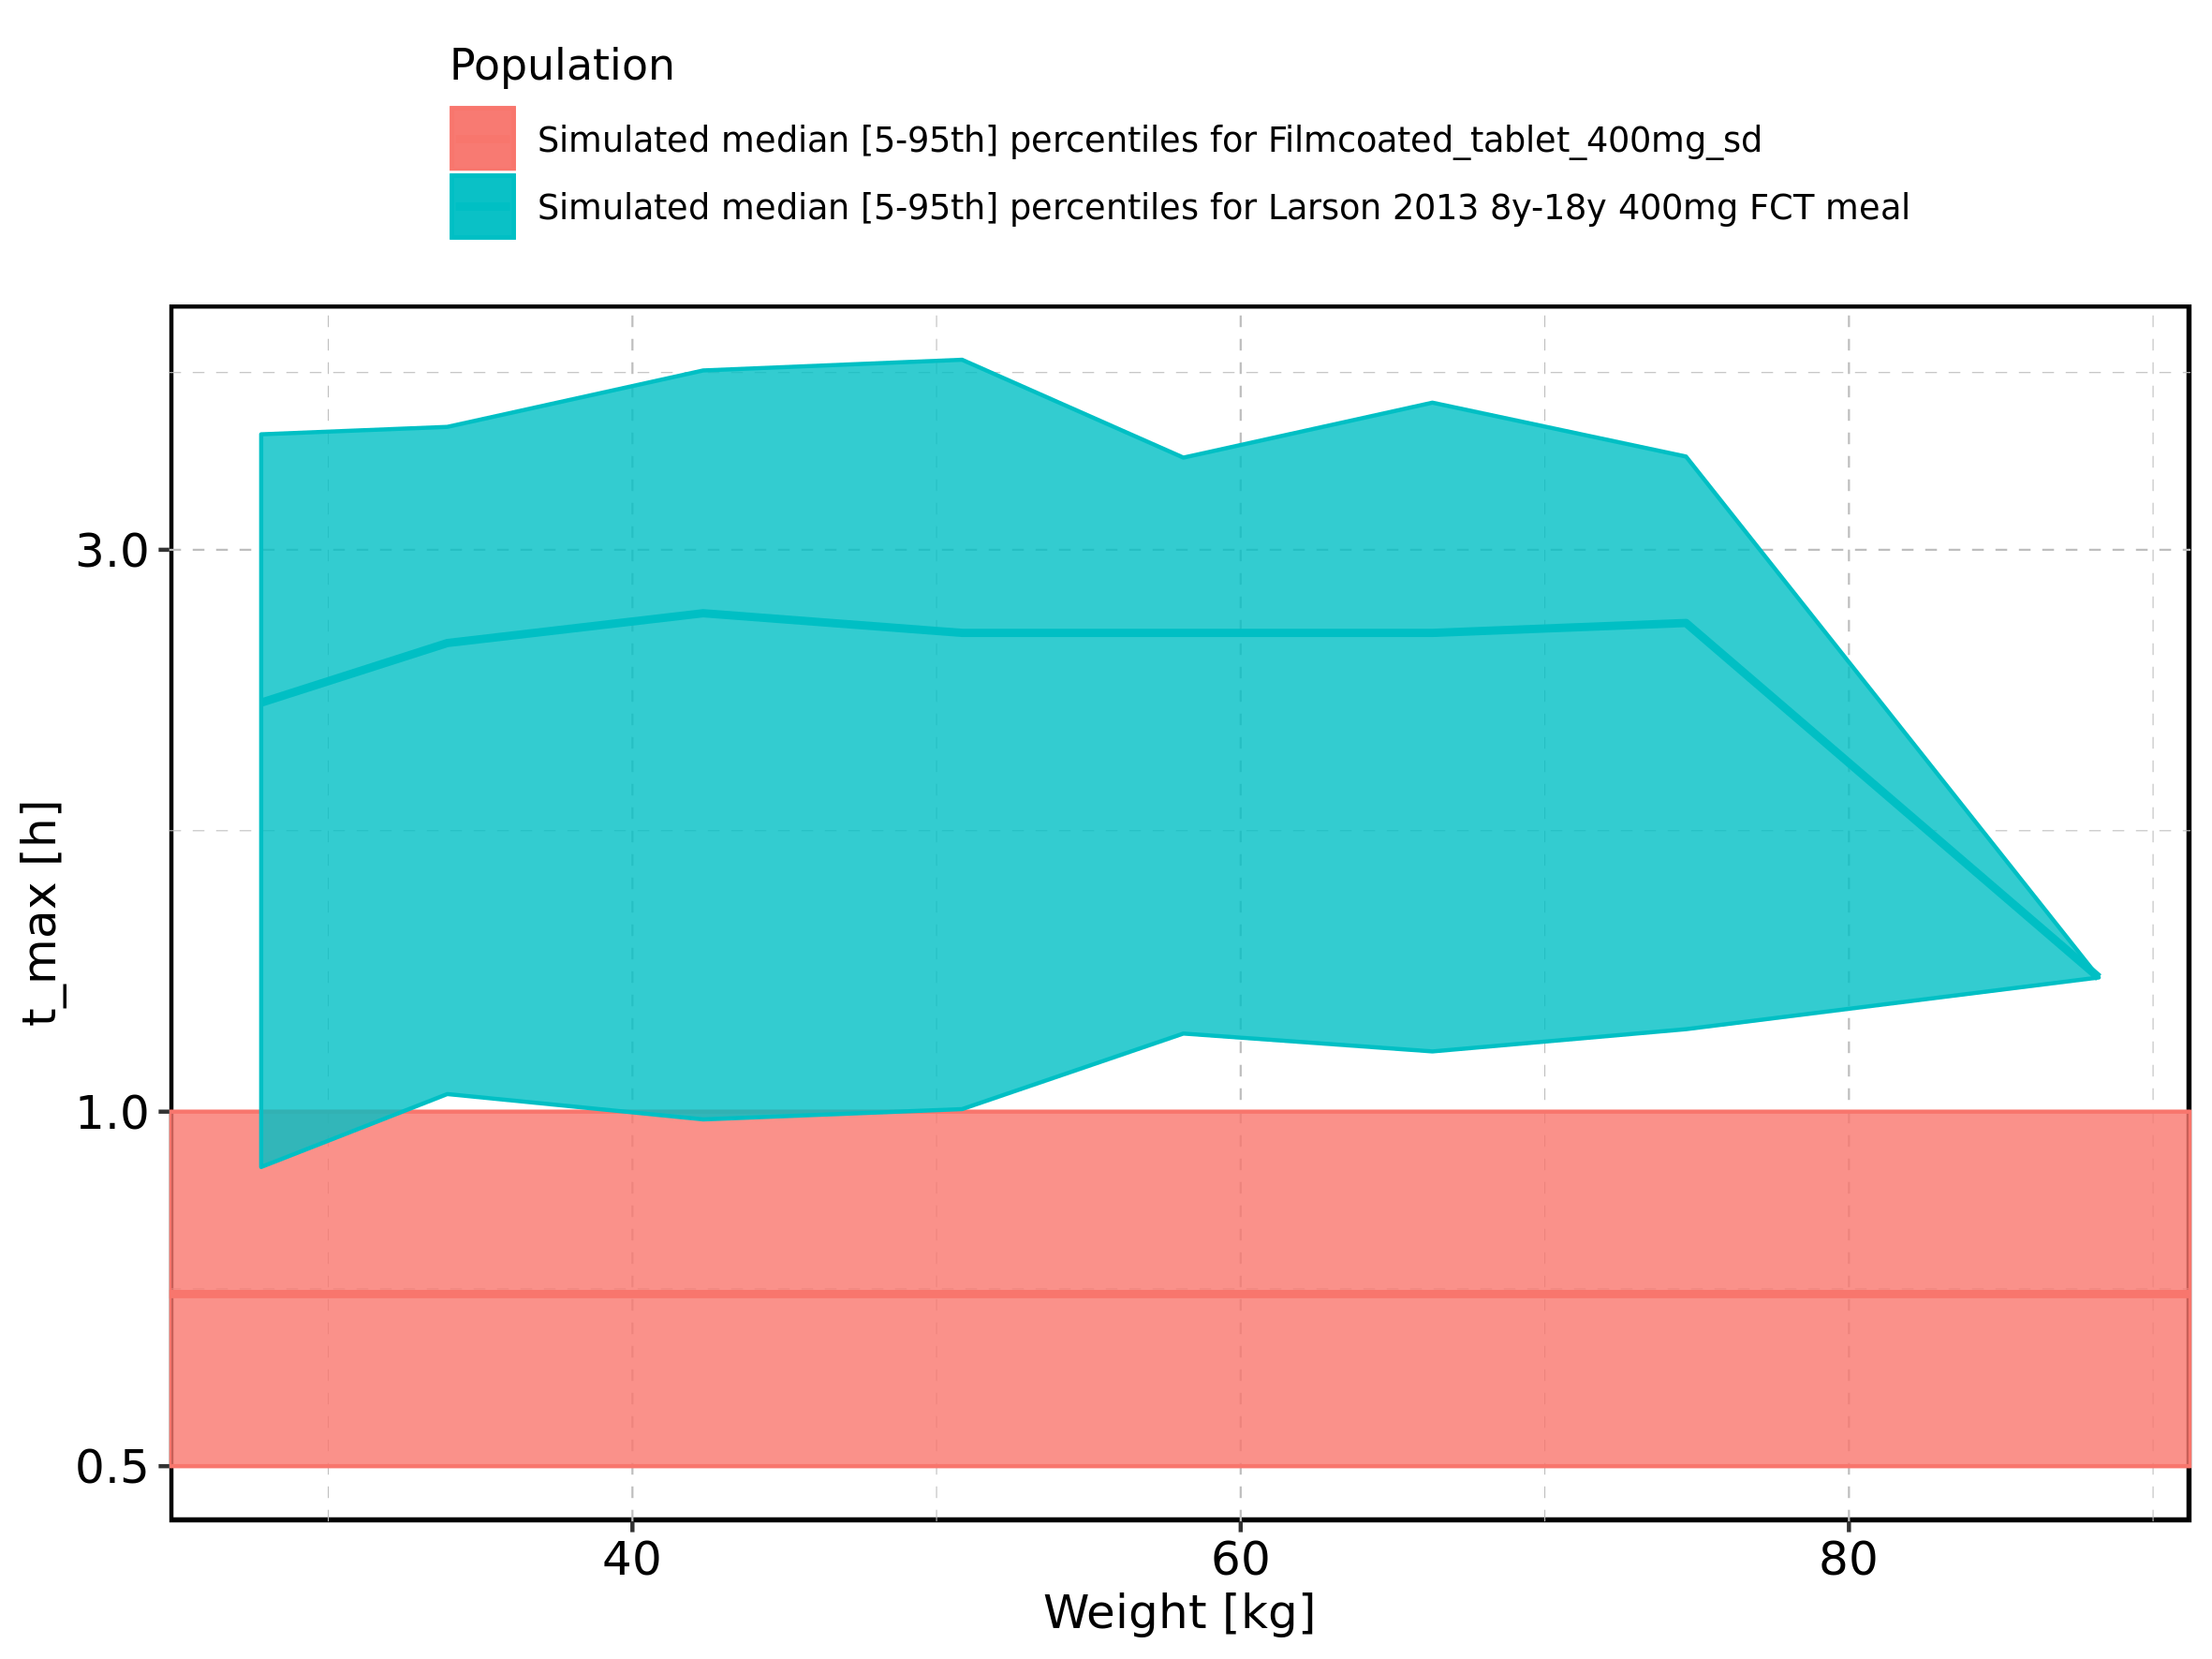 Population
Simulated median [5-95th] percentiles for Filmcoated_tablet_400mg_sd
Simulated median [5-95th] percentiles for Larson 2013 8y-18y 400mg FCT meal
3.0
1.0
0.5
t_max [h]
40 60 80
Weight [kg]